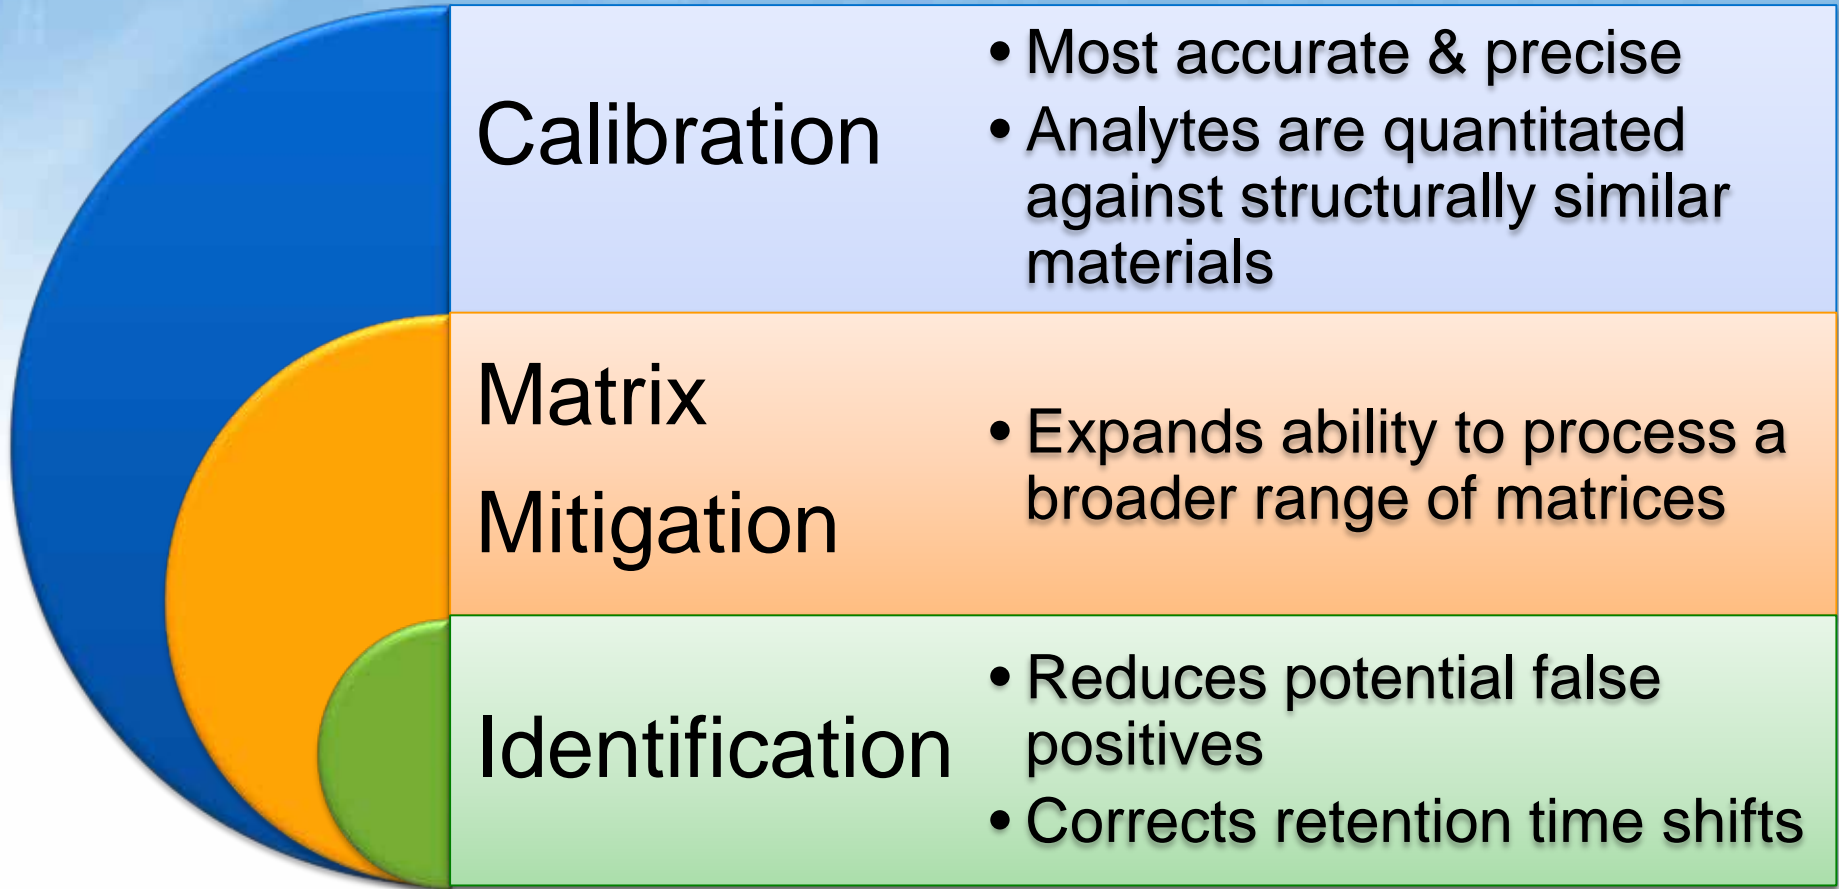 Calibration
• Most accurate & precise
• Analytes are quantitated
against structurally similar
materials
Matrix
Mitigation
• Expands ability to process a
broader range of matrices
Identification
• Reduces potential false
positives
• Corrects retention time shifts